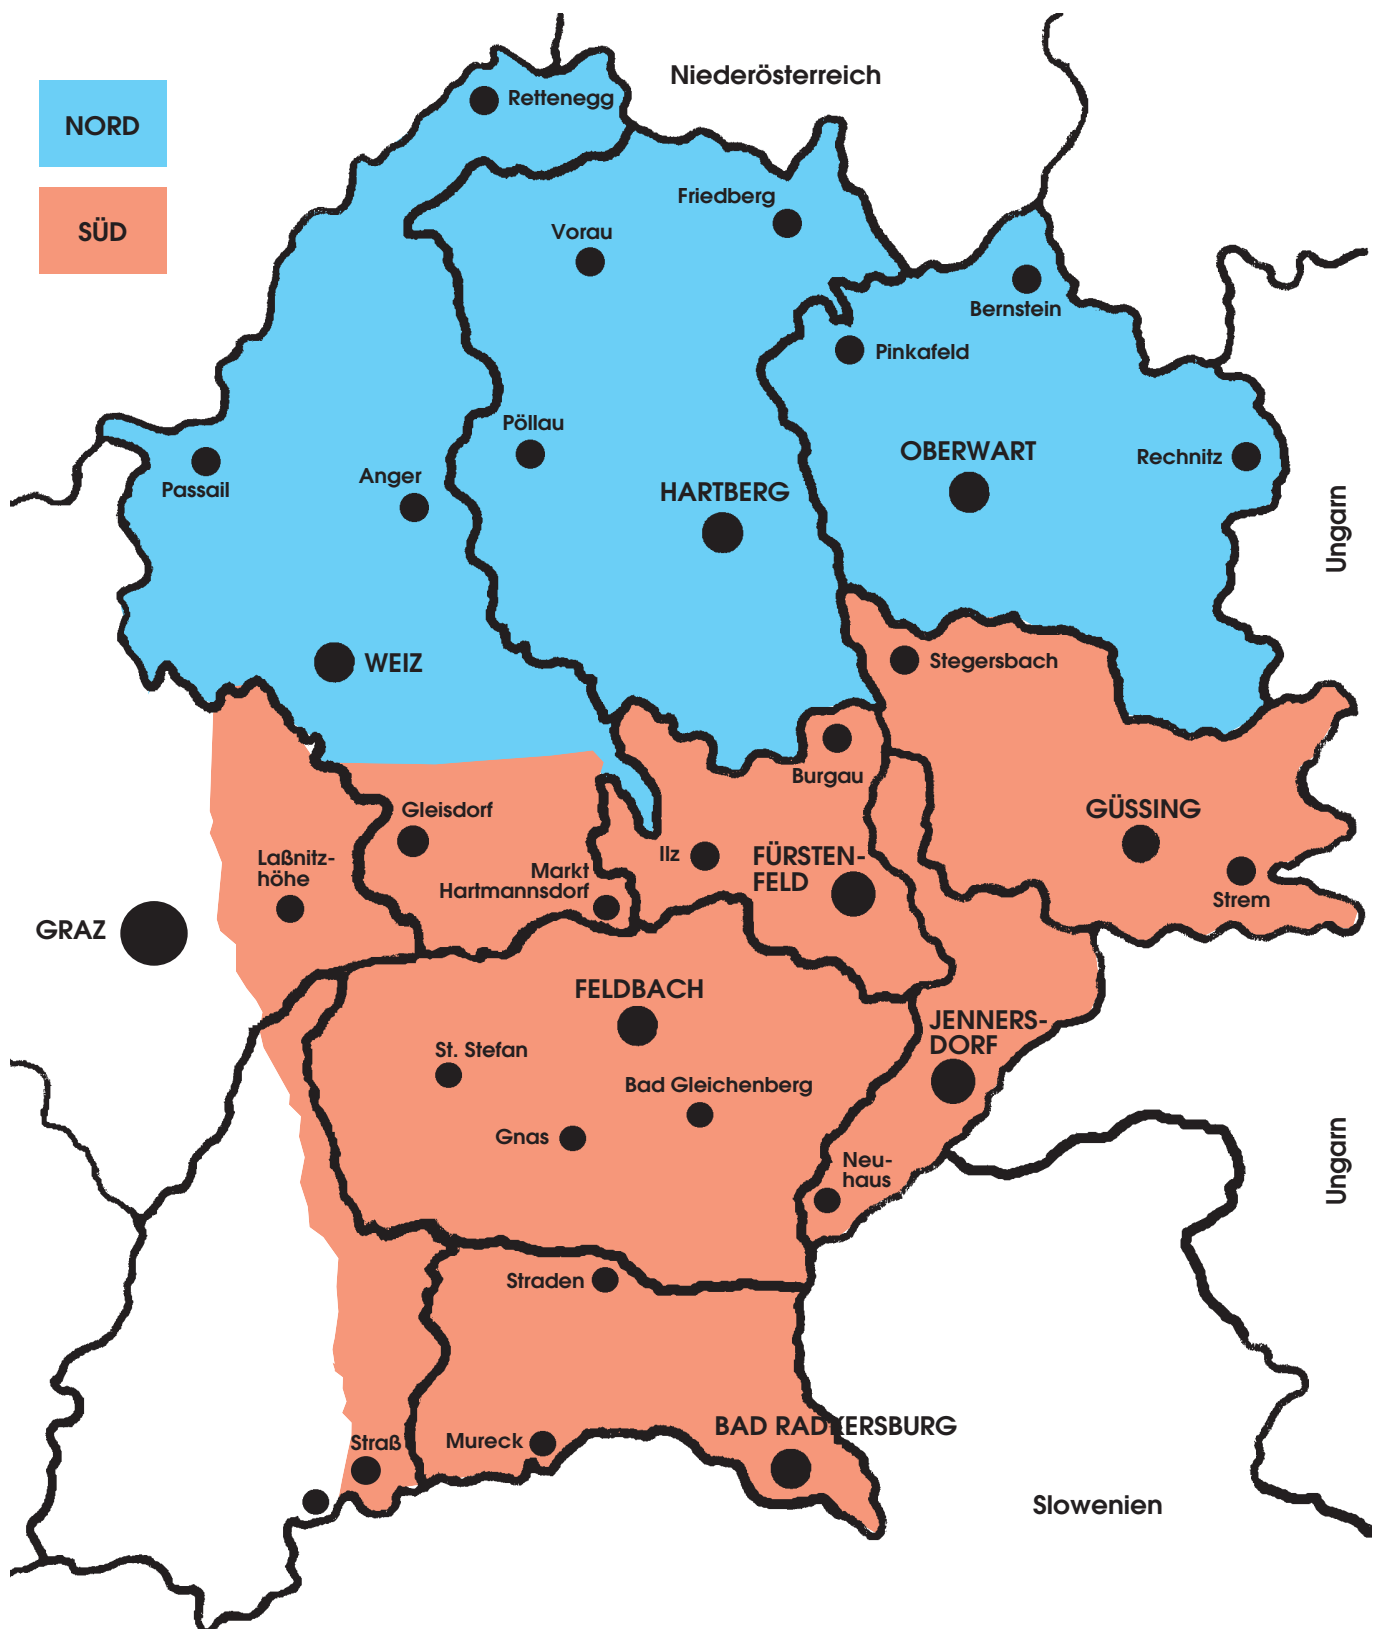 Niederösterreich
NORD
SÜD
Rettenegg
Friedberg
Vorau
Bernstein
Pinkafeld
Pöllau
OBERWART
Rechnitz
Passail
Anger
HARTBERG
Ungarn
WEIZ
Stegersbach
Burgau
Gleisdorf
GÜSSING
Laßnitz-
höhe
Markt
Hartmannsdorf
Ilz
FÜRSTEN-
FELD
Strem
GRAZ
FELDBACH
JENNERS-
DORF
St. Stefan
Bad Gleichenberg
Gnas
Neu-
haus
Ungarn
Straden
BAD RADKERSBURG
Straß
Mureck
Slowenien